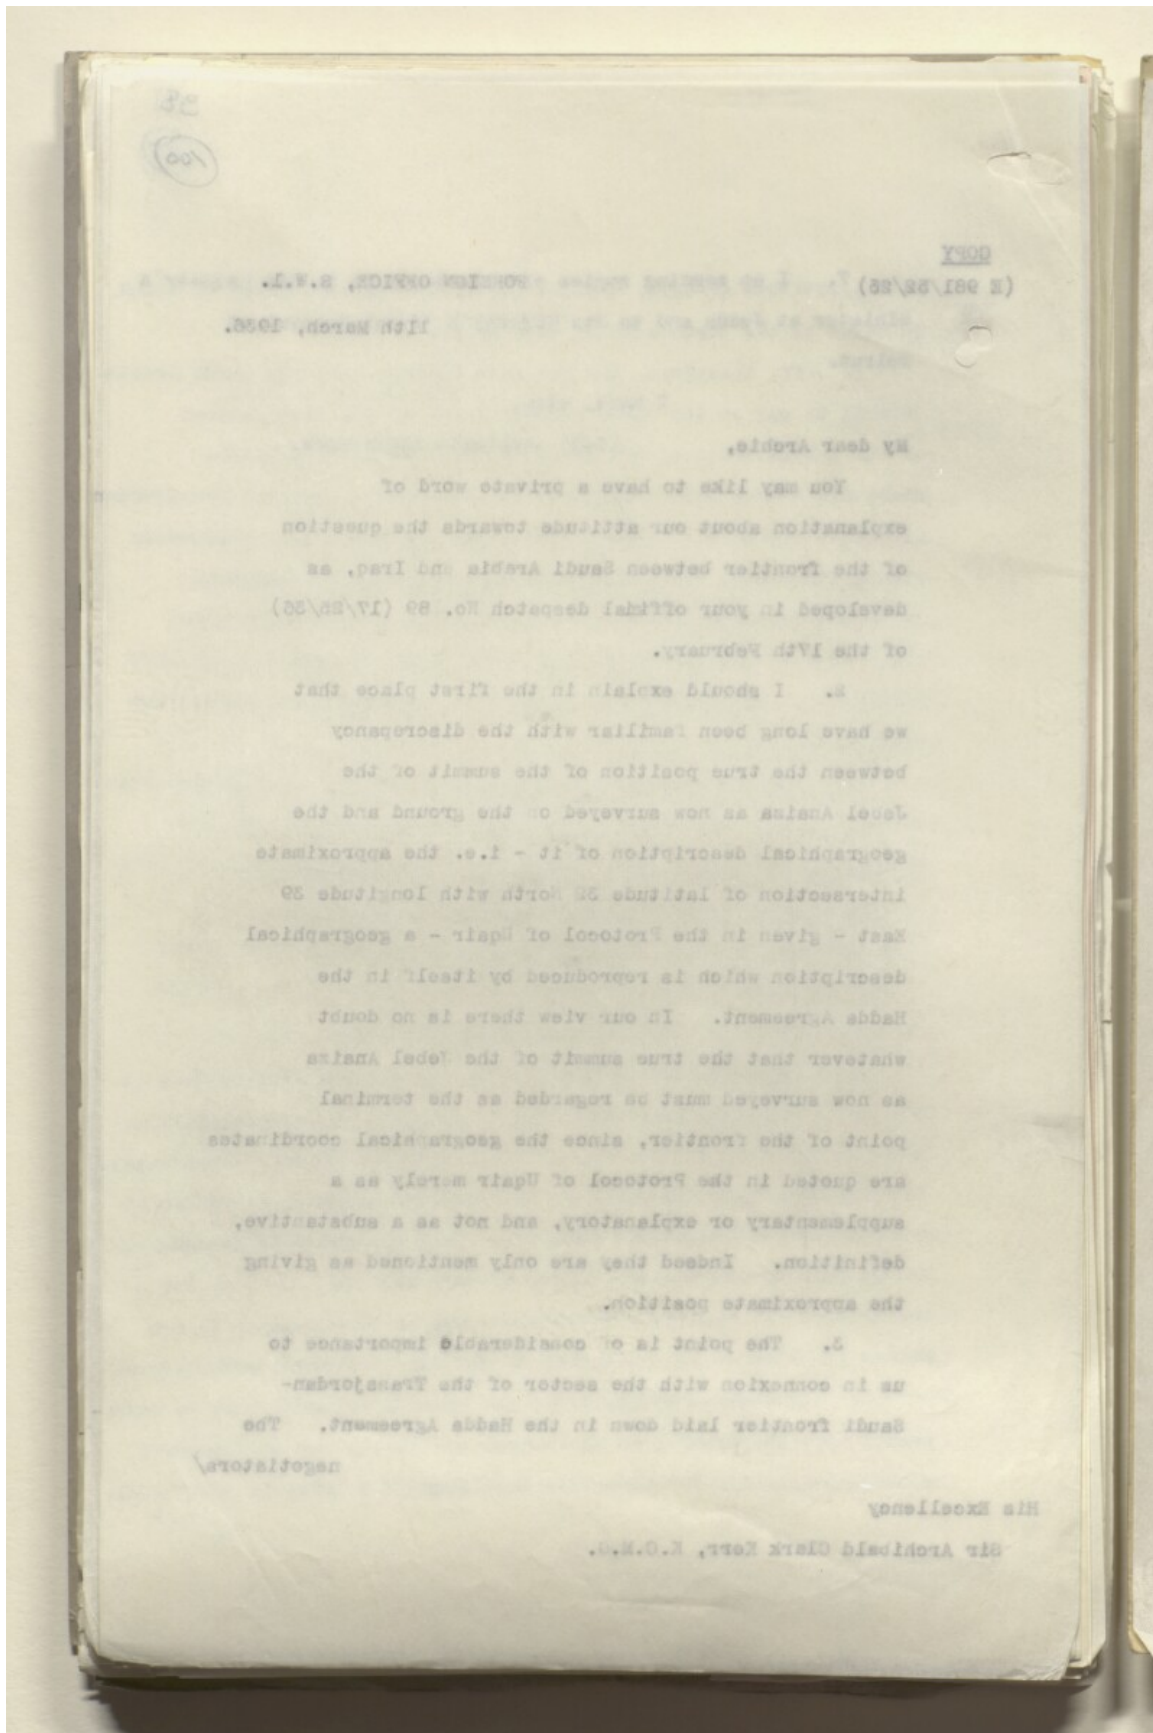 38
100
COPY
(E 981/52/25)
FOREIGN OFFICE, S.W.1.
11th March, 1936.
My dear Archie,
You may like to have a private word of
explanation about our attitude towards the question
of the frontier between Saudi Arabia and Iraq, as
developed in your official despatch No. 89 (17/25/36)
of the 17th February.
2. I should explain in the first place that
we have long been familiar with the discrepancy
between the true position of the summit of the
Jebel Anaiza as now surveyed on the ground and the
geographical description of it - i.e. the approximate
intersection of latitude 32 North with longitude 39
East - given in the Protocol of Uqair - a geographical
description which is reproduced by itself in the
Hadda Agreement. In our view there is no doubt
whatever that the true summit of the Jebel Anaiza
as now surveyed must be regarded as the terminal
point of the frontier, since the geographical coordinates
are quoted in the Protocol of Uqair merely as a
supplementary or explanatory, and not as a substantive,
definition. Indeed they are only mentioned as giving
the approximate position.
3. The point is of considerable importance to
us in connexion with the sector of the Transjordan-
Saudi frontier laid down in the Hadda Agreement. The
negotiators/
His Excellency
Sir Archibald Clark Kerr, K.C.M.G.